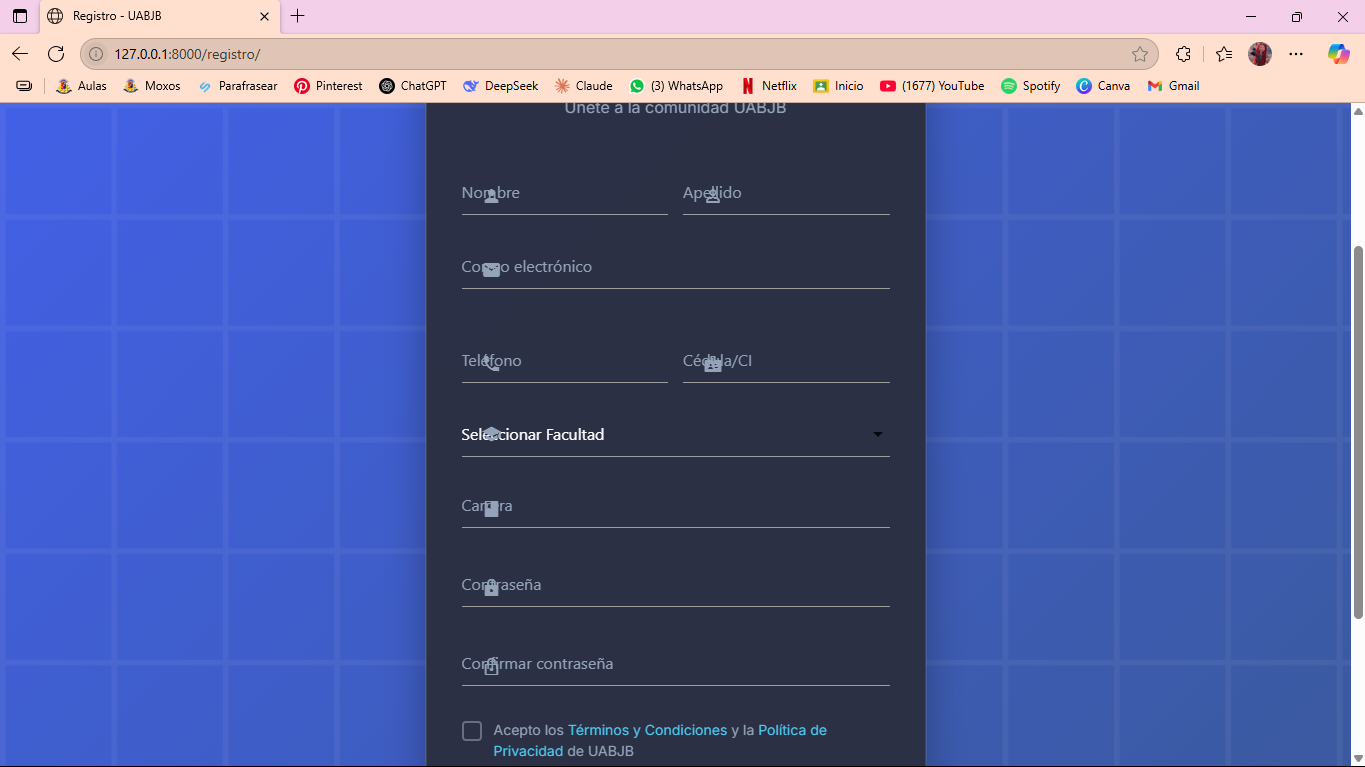 Registro - UABJB
127.0.0.1:8000/registro/
Aulas Moxos Parafrasear Pinterest ChatGPT DeepSeek Claude (3) WhatsApp Netflix Inicio (1677) YouTube Spotify Canva Gmail
Únete a la comunidad UABJB
Nombre Apellido
Correo electrónico
Teléfono Cédula/CI
Seleccionar Facultad
Carrera
Contraseña
Confirmar contraseña
Acepto los Términos y Condiciones y la Política de
Privacidad de UABJB